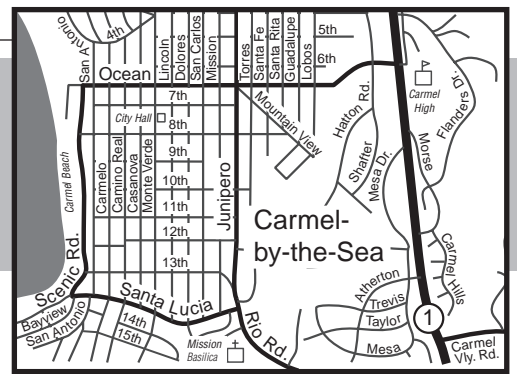 San Antonio
4th
Lincoln
Dolores
San Carlos
Mission
Torres
Santa Fe
Santa Rita
Guadalupe
Lobos
5th
6th
Ocean
7th
City Hall
8th
Mountain View
Hatton Rd.
Carmel
High
Flanders Dr.
Carmel Beach
Carmelo
Camino Real
Casanova
Monte Verde
9th
10th
11th
12th
13th
Junipero
Shafter
Mesa Dr.
Morse
Carmel-
by-the-Sea
Scenic Rd.
Santa Lucia
Atherton
Trevis
Taylor
Mesa
Carmel Hills
1
Bayview
San Antonio
14th
15th
Mission
Basilica
Rio Rd.
Carmel
Vly. Rd.